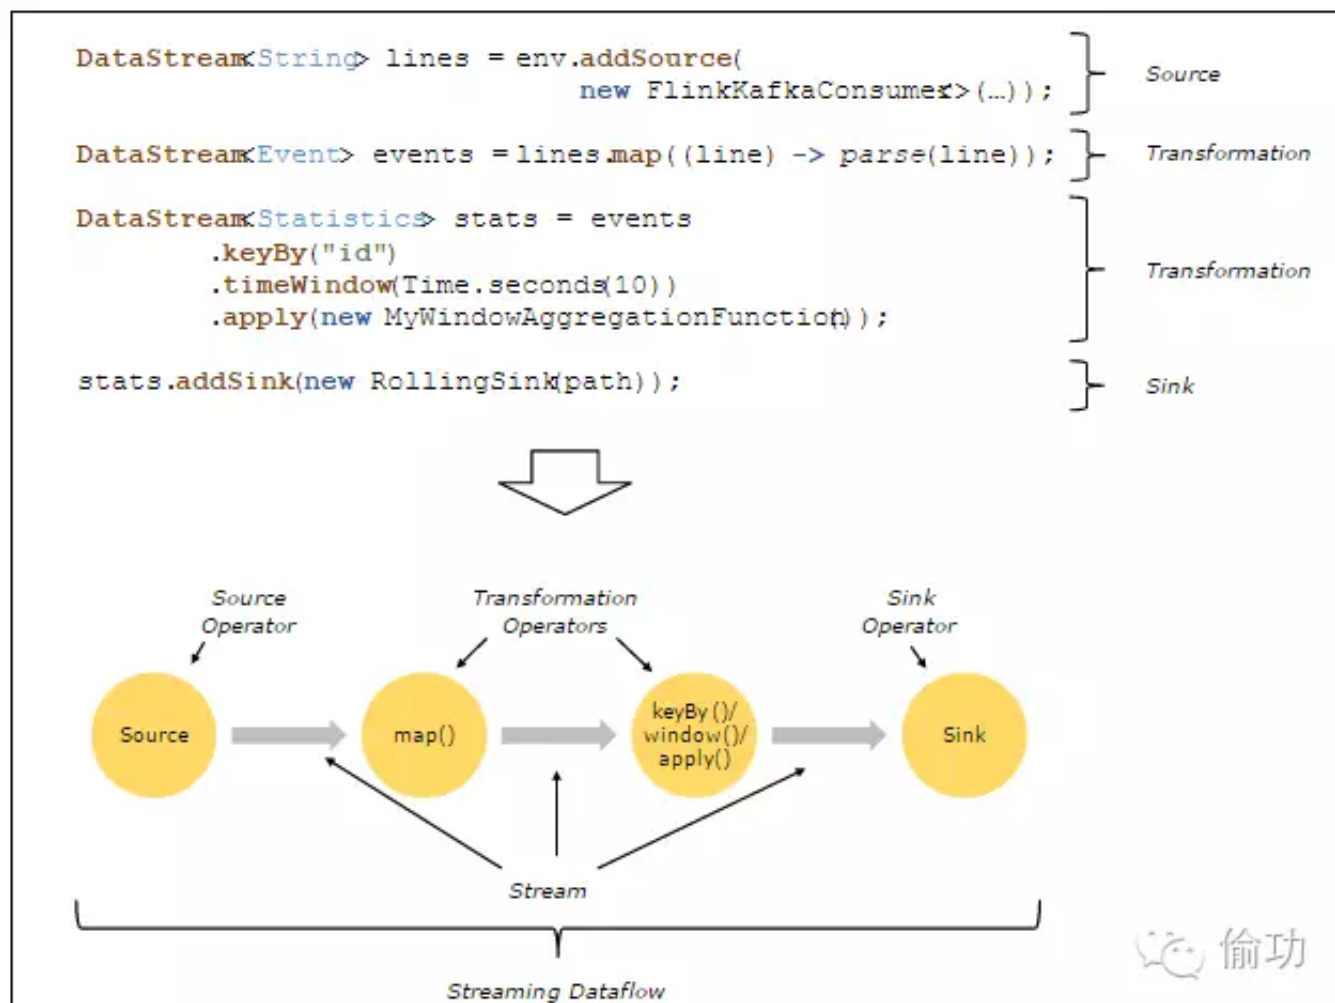 DataStream<String> lines = env.addSource(
new FlinkKafkaConsumer<>(…));
Source
DataStream<Event> events = lines.map((line) -> parse(line));
Transformation
DataStream<Statistics> stats = events
.keyBy("id")
.timeWindow(Time.seconds(10))
.apply(new MyWindowAggregationFunction());
Transformation
stats.addSink(new RollingSink(path));
Sink
Source
Operator
Transformation
Operators
Sink
Operator
Source
map()
keyBy()/
window()/
apply()
Sink
Stream
Streaming Dataflow
偷功